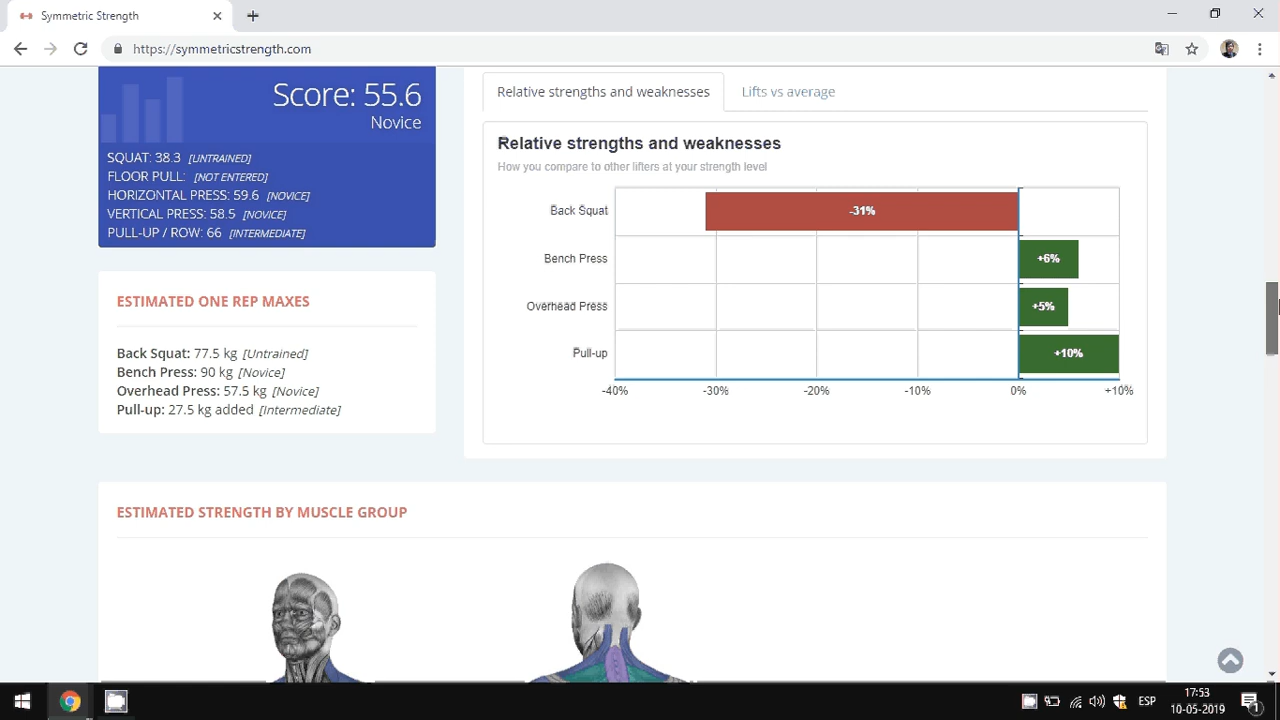 Symmetric Strength
https://symmetricstrength.com
Score: 55.6
Novice
SQUAT: 38.3 [UNTRAINED]
FLOOR PULL: [NOT ENTERED]
HORIZONTAL PRESS: 59.6 [NOVICE]
VERTICAL PRESS: 58.5 [NOVICE]
PULL-UP / ROW: 66 [INTERMEDIATE]
ESTIMATED ONE REP MAXES
Back Squat: 77.5 kg [Untrained]
Bench Press: 90 kg [Novice]
Overhead Press: 57.5 kg [Novice]
Pull-up: 27.5 kg added [Intermediate]
Relative strengths and weaknesses
Lifts vs average
Relative strengths and weaknesses
How you compare to other lifters at your strength level
Back Squat -31%
Bench Press +6%
Overhead Press +5%
Pull-up +10%
-40% -30% -20% -10% 0% +10%
ESTIMATED STRENGTH BY MUSCLE GROUP
ESP
17:53
10-05-2019
1